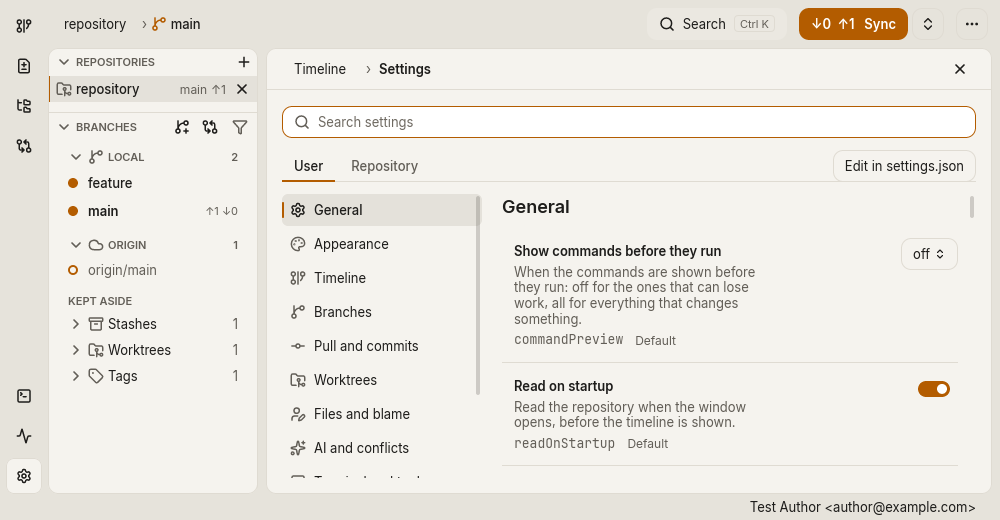 repository
main
Search
Ctrl K
↓0 ↑1 Sync
REPOSITORIES
repository
main ↑1
BRANCHES
LOCAL
2
feature
main
↑1 ↓0
ORIGIN
1
origin/main
KEPT ASIDE
Stashes
1
Worktrees
1
Tags
1
Timeline
Settings
Search settings
User
Repository
Edit in settings.json
General
Appearance
Timeline
Branches
Pull and commits
Worktrees
Files and blame
AI and conflicts
General
Show commands before they run
When the commands are shown before
they run: off for the ones that can lose
work, all for everything that changes
something.
commandPreview Default
off
Read on startup
Read the repository when the window
opens, before the timeline is shown.
readOnStartup Default
Test Author <author@example.com>